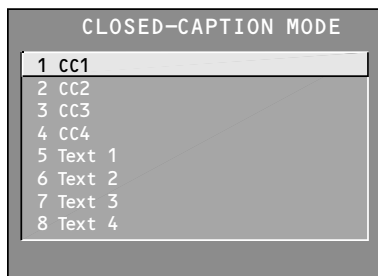 CLOSED-CAPTION MODE
1 CC1
2 CC2
3 CC3
4 CC4
5 Text 1
6 Text 2
7 Text 3
8 Text 4